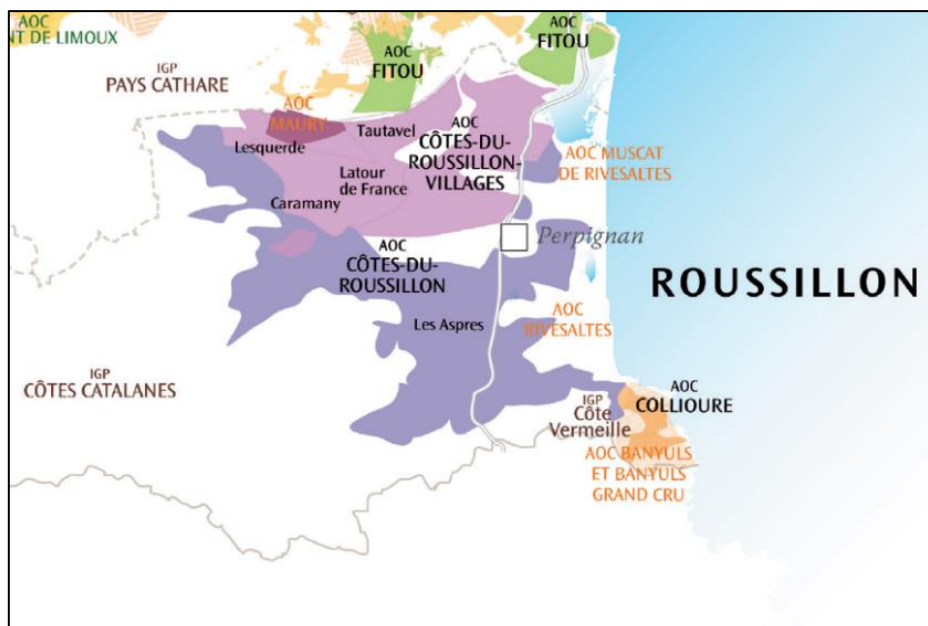 AOC
NT DE LIMOUX
AOC
FITOU
AOC
FITOU
IGP
PAYS CATHARE
AOC
MAURY
Tautavel
Lesquerde
AOC
CÔTES-DU-
ROUSSILLON-
VILLAGES
AOC MUSCAT
DE RIVESALTES
Latour
de France
Caramany
Perpignan
AOC
CÔTES-DU-
ROUSSILLON
ROUSSILLON
Les Aspres
AOC
RIVESALTES
IGP
CÔTES CATALANES
AOC
COLLIOURE
IGP
Côte
Vermeille
AOC BANYULS
ET BANYULS
GRAND CRU